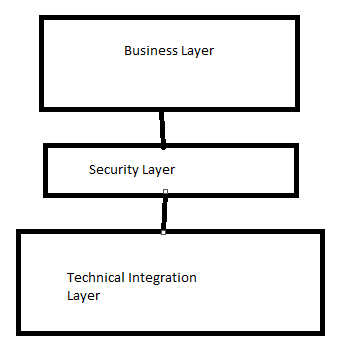 Business Layer
Security Layer
Technical Integration
Layer